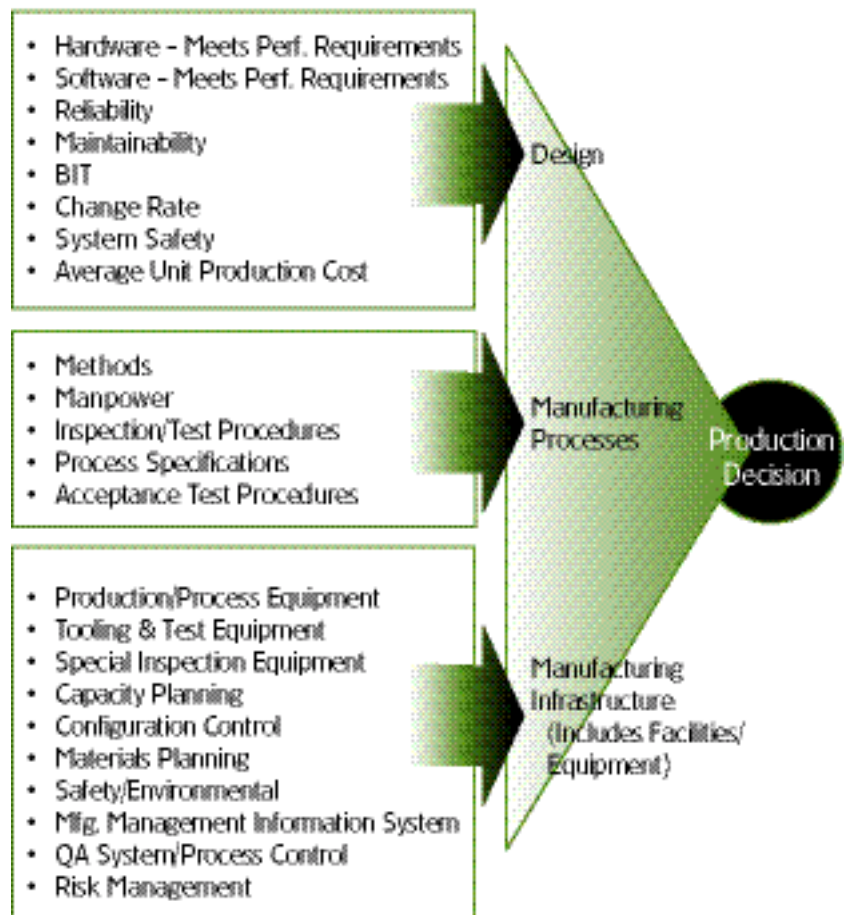 • Hardware – Meets Perf. Requirements
• Software – Meets Perf. Requirements
• Reliability
• Maintainability
• BIT
• Change Rate
• System Safety
• Average Unit Production Cost
Design
• Methods
• Manpower
• Inspection/Test Procedures
• Process Specifications
• Acceptance Test Procedures
Manufacturing
Processes
• Production/Process Equipment
• Tooling & Test Equipment
• Special Inspection Equipment
• Capacity Planning
• Configuration Control
• Materials Planning
• Safety/Environmental
• Mfg. Management Information System
• QA System/Process Control
• Risk Management
Manufacturing
Infrastructure
(Includes Facilities/
Equipment)
Production
Decision